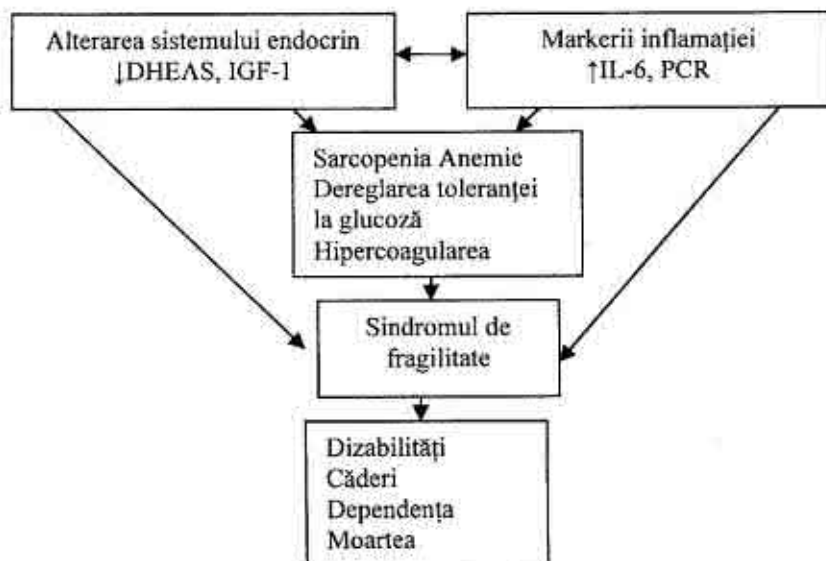 Alterarea sistemului endocrin
↓DHEAS, IGF-1
Markerii inflamației
↑IL-6, PCR
Sarcopenia Anemie
Dereglarea toleranței
la glucoză
Hipercoagularea
Sindromul de
fragilitate
Dizabilități
Căderi
Dependența
Moartea